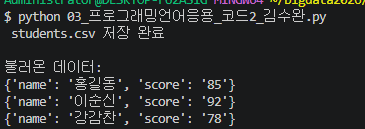 $ python 03_프로그래밍언어응용_코드2_김수완.py
students.csv 저장 완료
불러온 데이터:
{'name': '홍길동', 'score': '85'}
{'name': '이순신', 'score': '92'}
{'name': '강감찬', 'score': '78'}